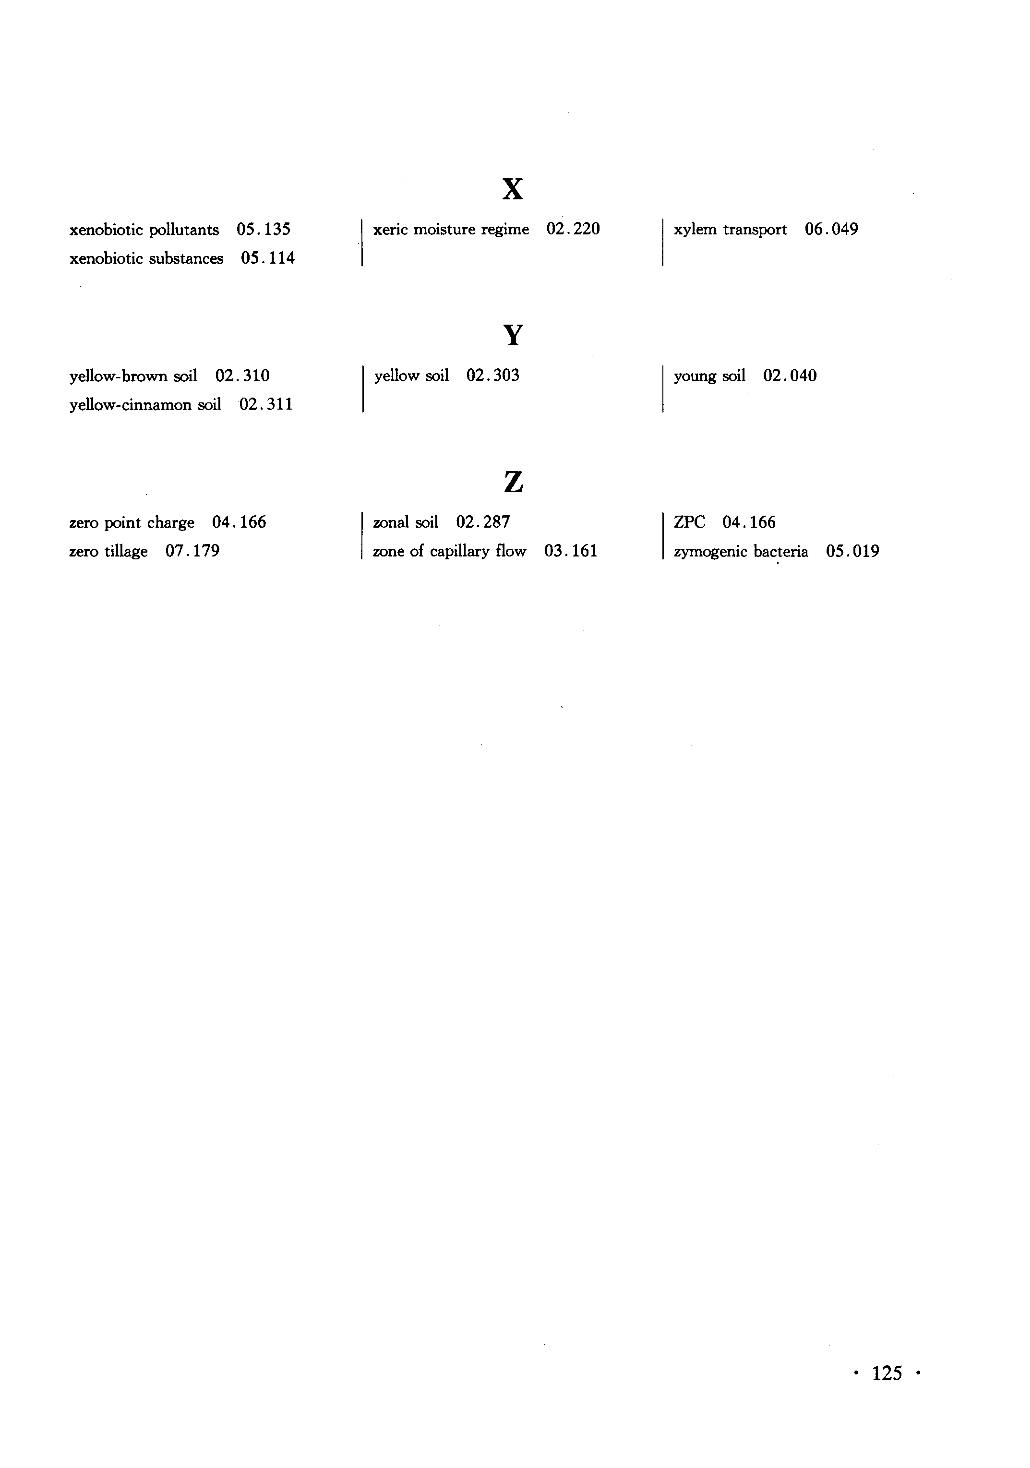 X
xenobiotic pollutants 05.135
xenobiotic substances 05.114
xeric moisture regime 02.220
xylem transport 06.049
Y
yellow-brown soil 02.310
yellow-cinnamon soil 02.311
yellow soil 02.303
young soil 02.040
Z
zero point charge 04.166
zero tillage 07.179
zonal soil 02.287
zone of capillary flow 03.161
ZPC 04.166
zymogenic bacteria 05.019
· 125 ·